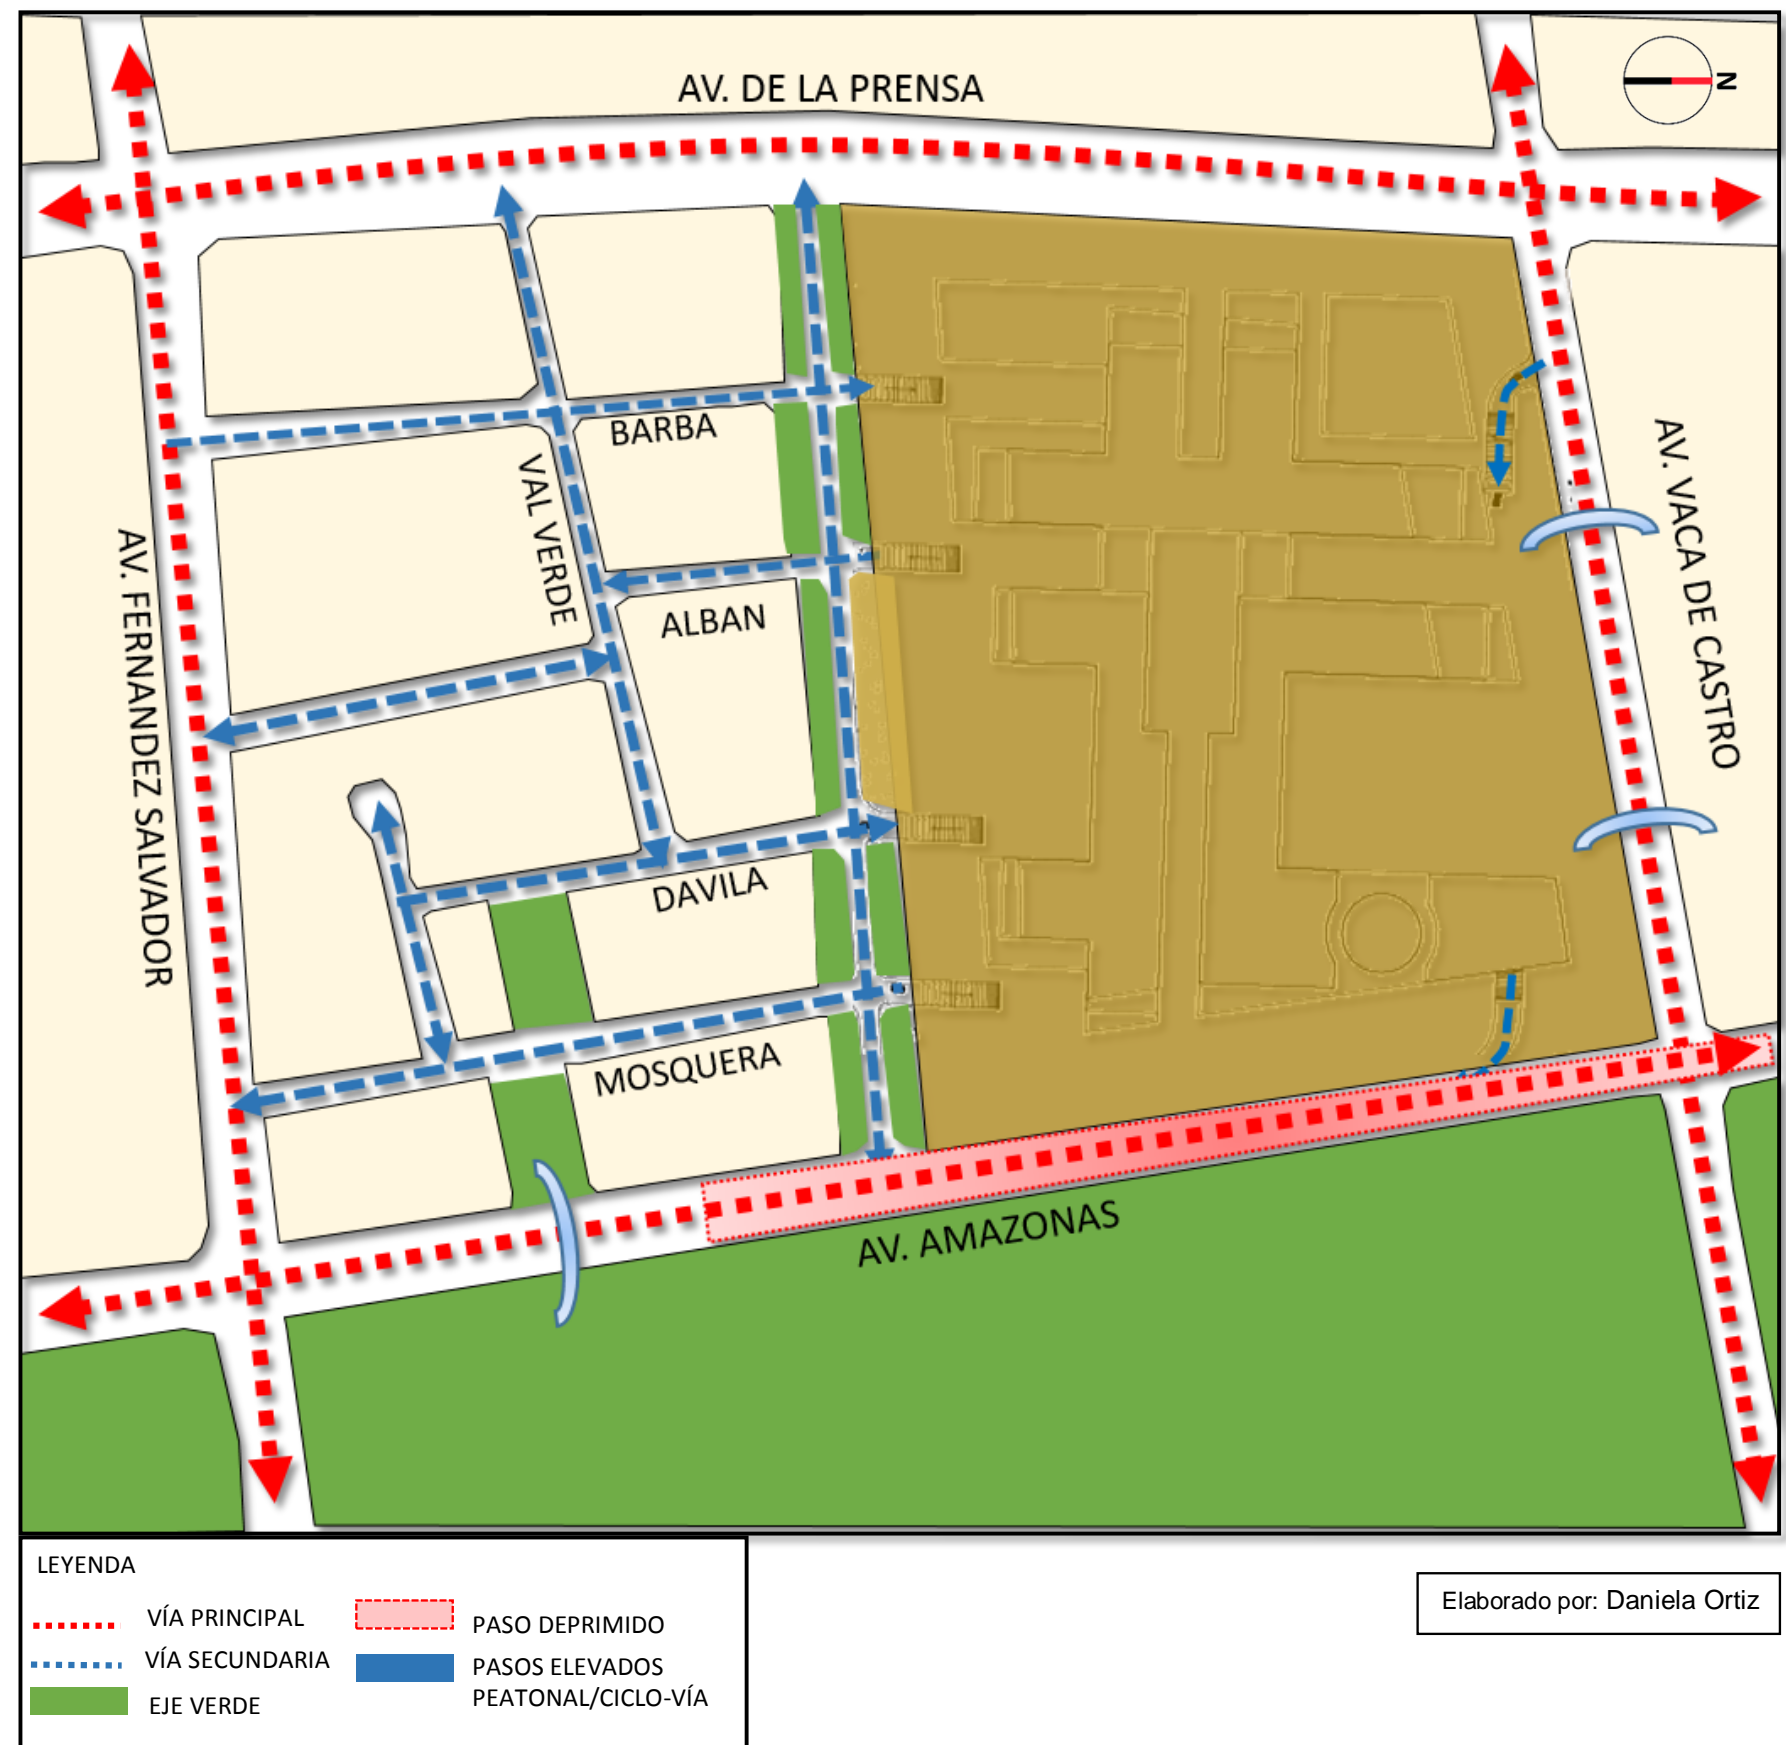 AV. DE LA PRENSA
N
BARBA
VAL VERDE
AV. VACA DE CASTRO
AV. FERNANDEZ SALVADOR
ALBAN
DAVILA
MOSQUERA
AV. AMAZONAS
LEYENDA
VÍA PRINCIPAL
VÍA SECUNDARIA
EJE VERDE
PASO DEPRIMIDO
PASOS ELEVADOS
PEATONAL/CICLO-VÍA
Elaborado por: Daniela Ortiz